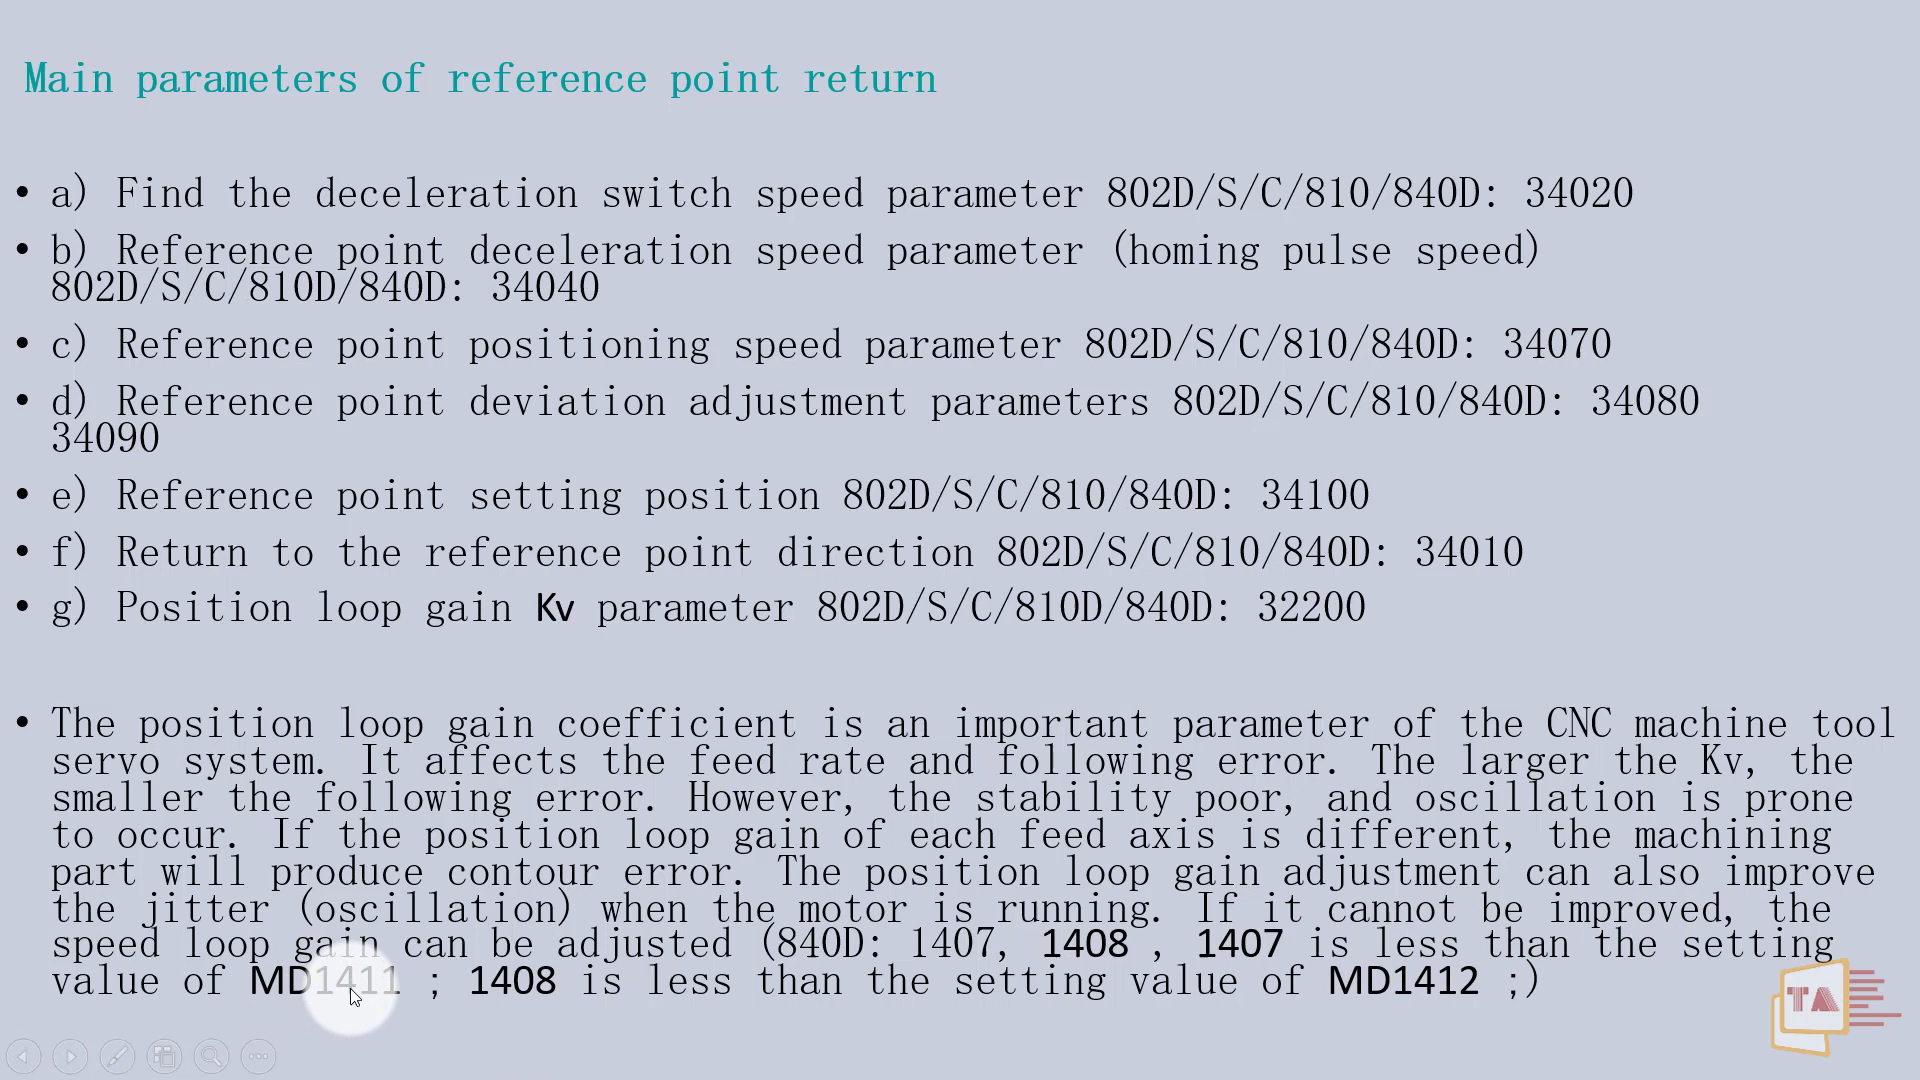 Main parameters of reference point return
• a) Find the deceleration switch speed parameter 802D/S/C/810/840D: 34020
• b) Reference point deceleration speed parameter (homing pulse speed)
802D/S/C/810D/840D: 34040
• c) Reference point positioning speed parameter 802D/S/C/810/840D: 34070
• d) Reference point deviation adjustment parameters 802D/S/C/810/840D: 34080
34090
• e) Reference point setting position 802D/S/C/810/840D: 34100
• f) Return to the reference point direction 802D/S/C/810/840D: 34010
• g) Position loop gain Kv parameter 802D/S/C/810D/840D: 32200
• The position loop gain coefficient is an important parameter of the CNC machine tool
servo system. It affects the feed rate and following error. The larger the Kv, the
smaller the following error. However, the stability poor, and oscillation is prone
to occur. If the position loop gain of each feed axis is different, the machining
part will produce contour error. The position loop gain adjustment can also improve
the jitter (oscillation) when the motor is running. If it cannot be improved, the
speed loop gain can be adjusted (840D: 1407, 1408 , 1407 is less than the setting
value of MD1411 ; 1408 is less than the setting value of MD1412 ;)
TA